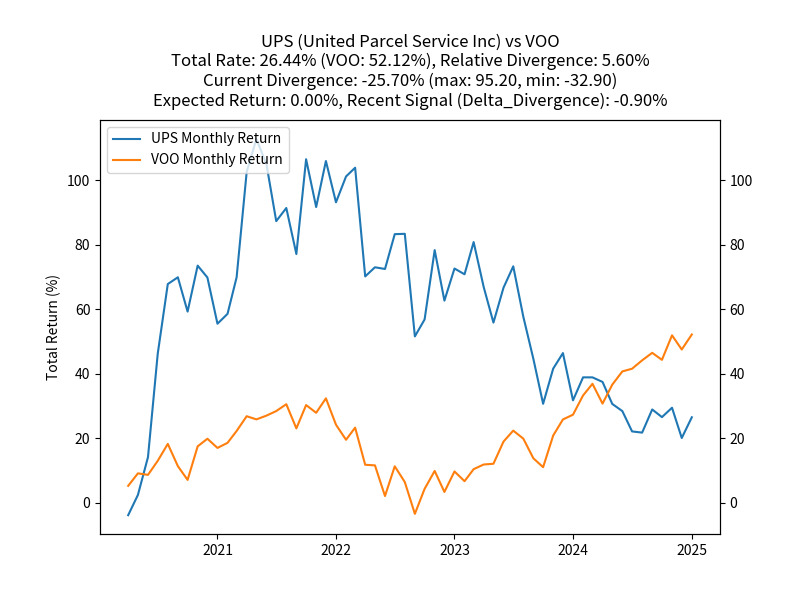 UPS (United Parcel Service Inc) vs VOO
Total Rate: 26.44% (VOO: 52.12%), Relative Divergence: 5.60%
Current Divergence: -25.70% (max: 95.20, min: -32.90)
Expected Return: 0.00%, Recent Signal (Delta_Divergence): -0.90%
UPS Monthly Return
VOO Monthly Return
Total Return (%)
100
80
60
40
20
0
100
80
60
40
20
0
2021
2022
2023
2024
2025